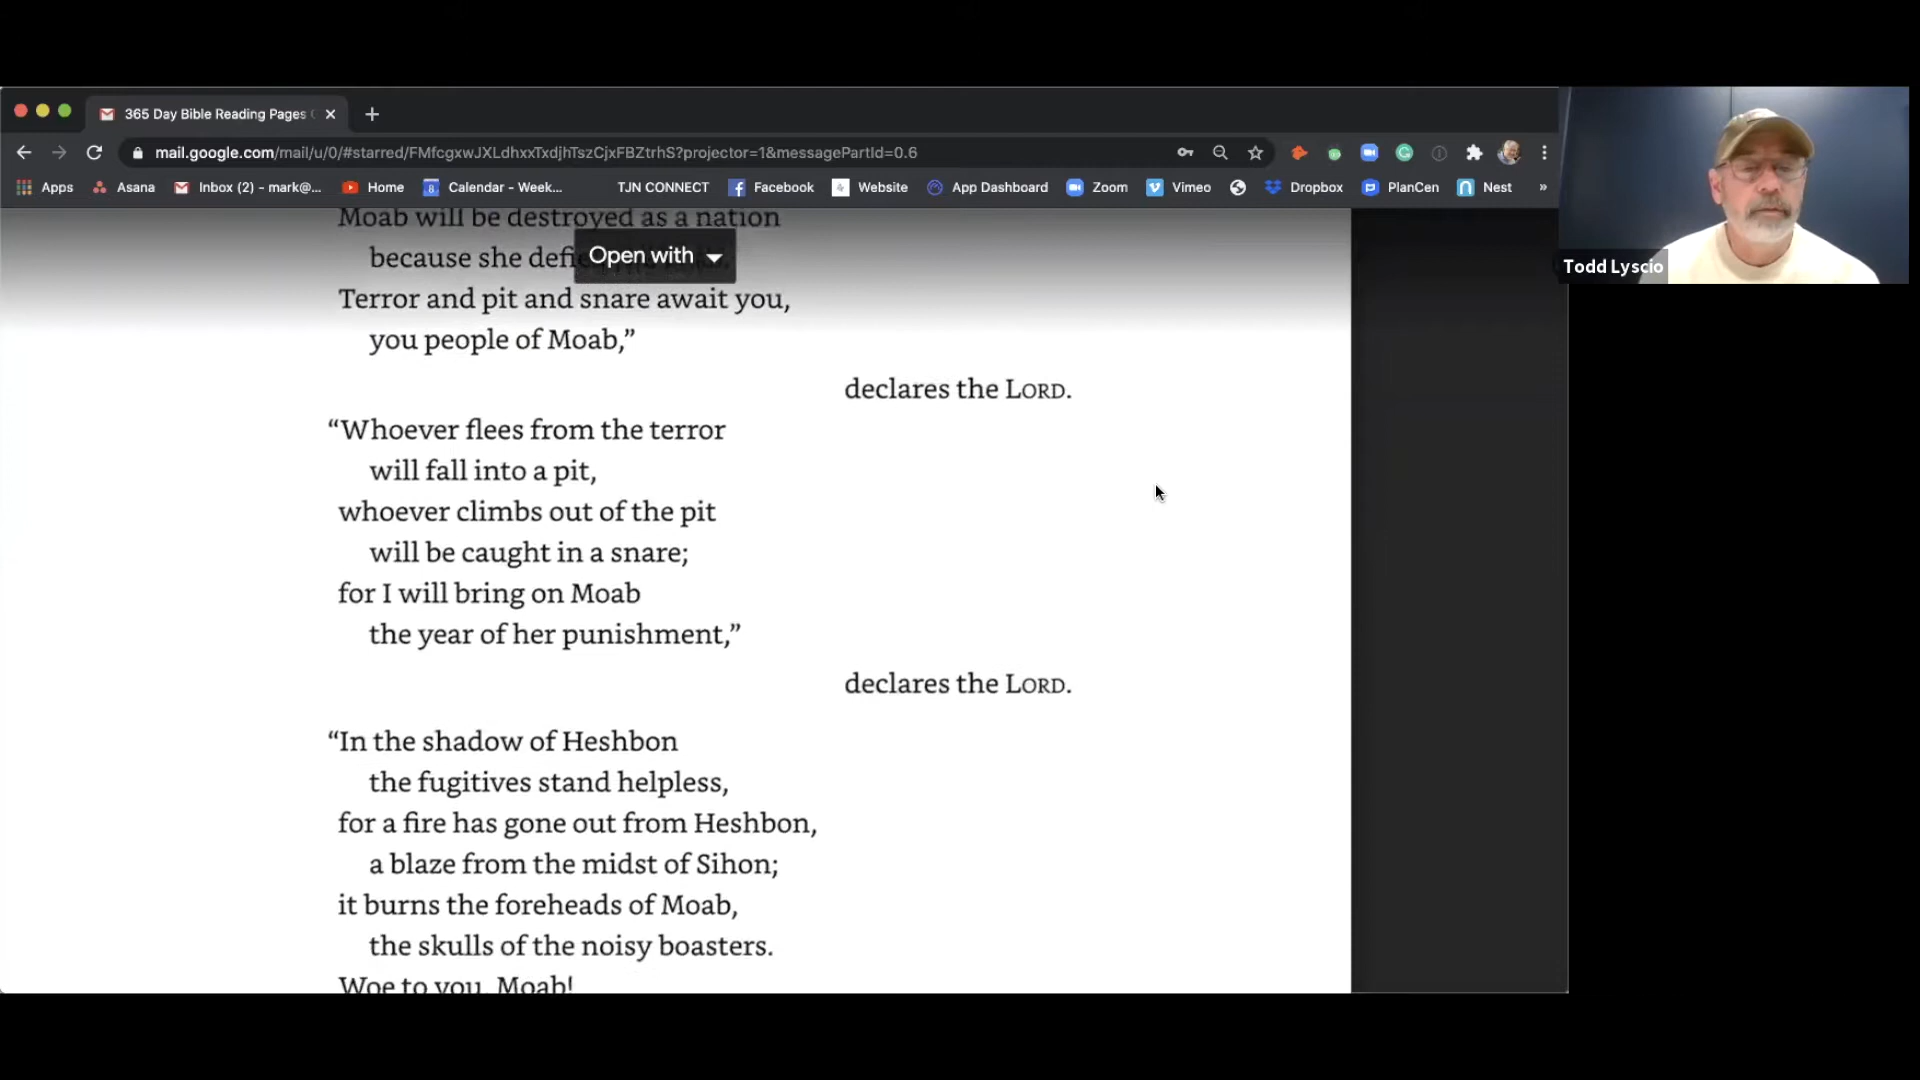 365 Day Bible Reading Pages
mail.google.com/mail/u/0/#starred/FMfcgxwJXLdhxxTxdjhTszCjxFBZtrhS?projector=1&messagePartId=0.6
Apps Asana Inbox (2) - mark@... Home Calendar - Week... TJN CONNECT Facebook Website App Dashboard Zoom Vimeo Dropbox PlanCen Nest »
Todd Lyscio
Moab will be destroyed as a nation
because she defi
Open with
Terror and pit and snare await you,
you people of Moab,”
declares the LORD.
“Whoever flees from the terror
will fall into a pit,
whoever climbs out of the pit
will be caught in a snare;
for I will bring on Moab
the year of her punishment,”
declares the LORD.
“In the shadow of Heshbon
the fugitives stand helpless,
for a fire has gone out from Heshbon,
a blaze from the midst of Sihon;
it burns the foreheads of Moab,
the skulls of the noisy boasters.
Woe to you, Moab!